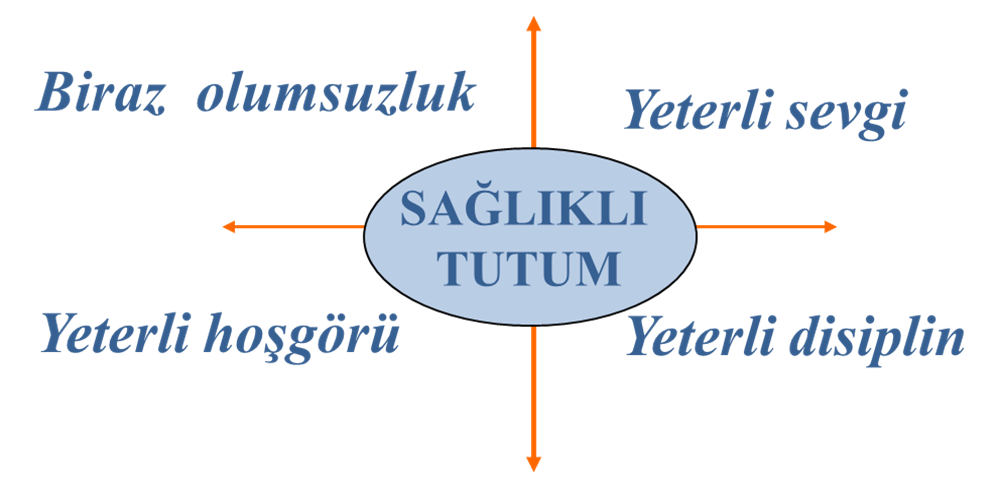 Biraz olumsuzluk
Yeterli sevgi
SAĞLIKLI
TUTUM
Yeterli hoşgörü
Yeterli disiplin